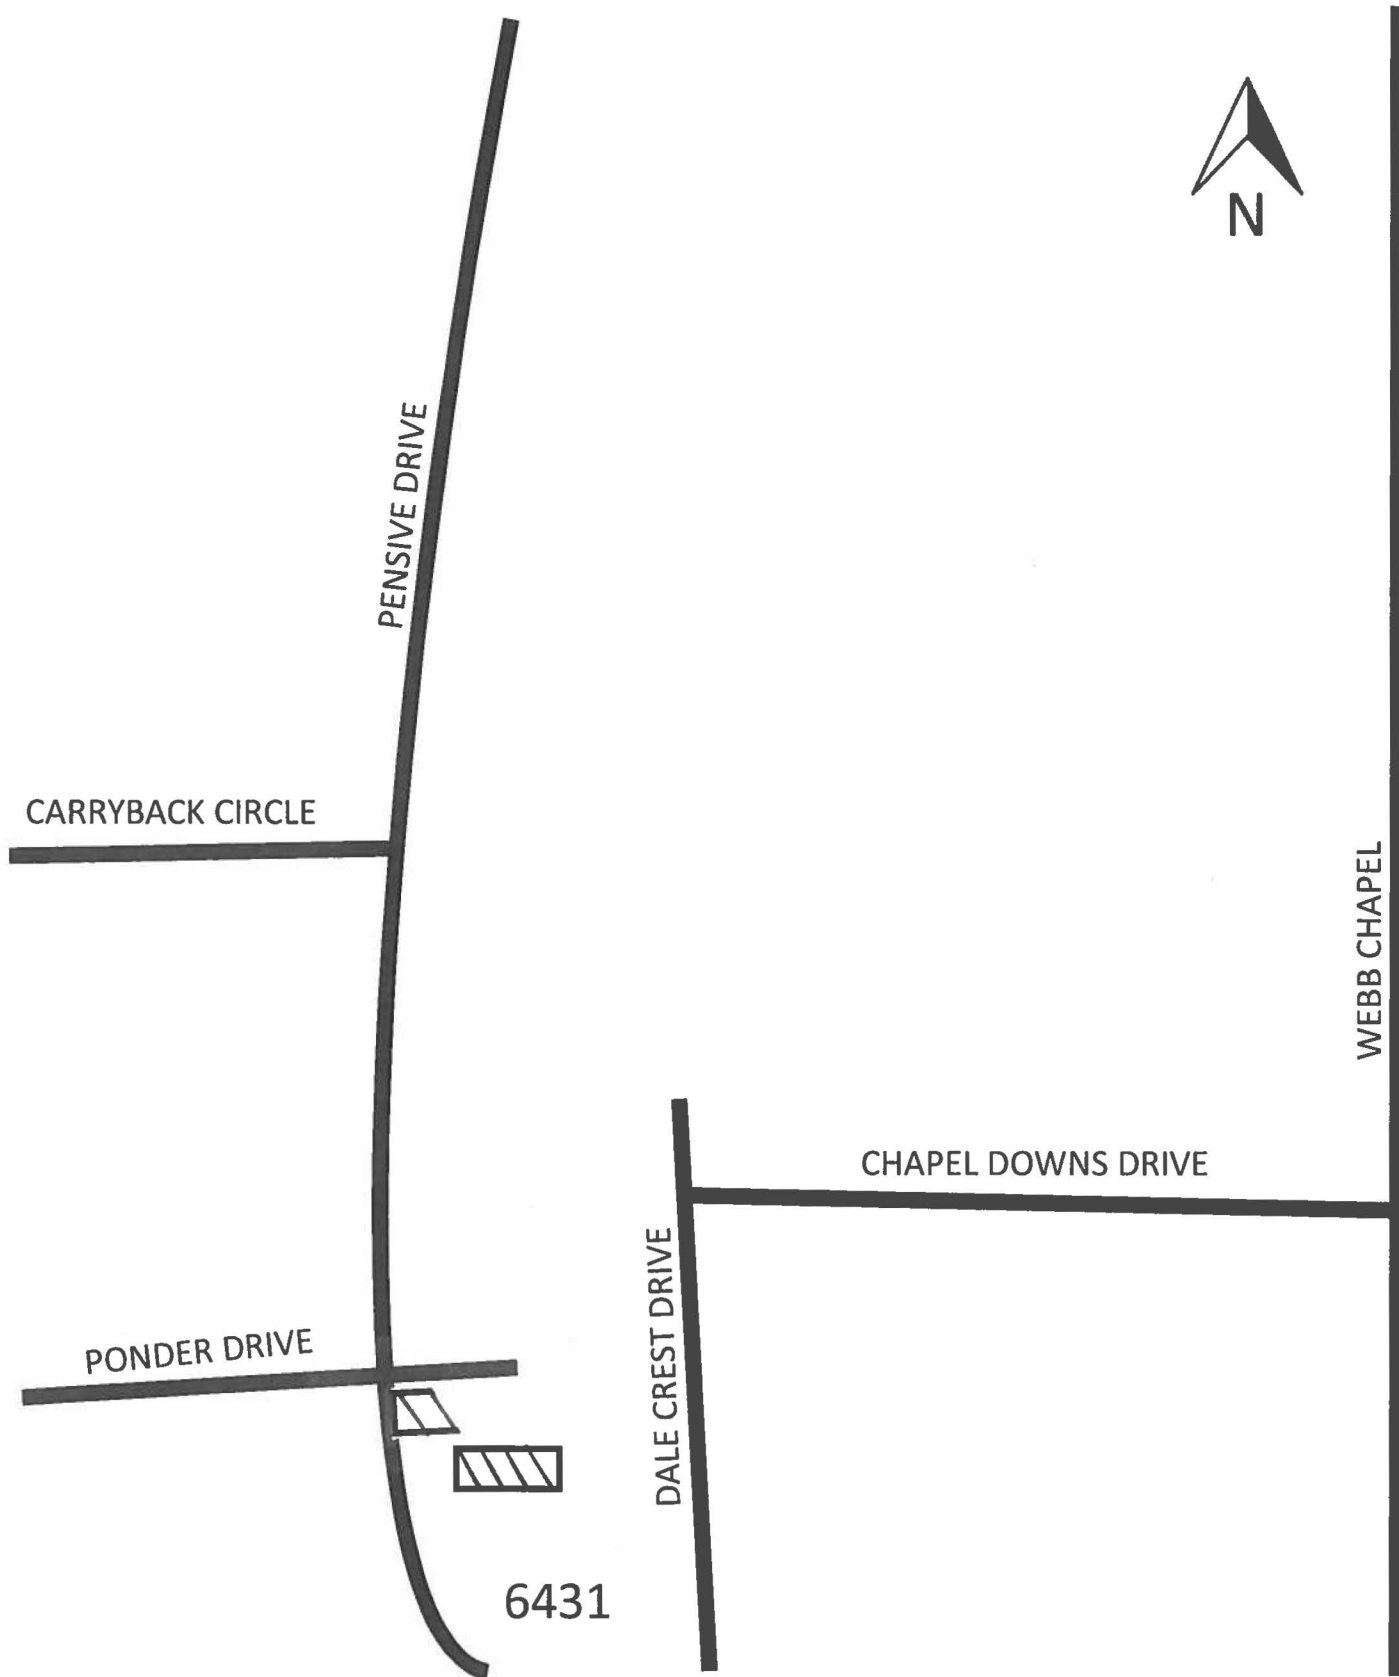 N
PENSIVE DRIVE
CARRYBACK CIRCLE
WEBB CHAPEL
CHAPEL DOWNS DRIVE
DALE CREST DRIVE
PONDER DRIVE
6431